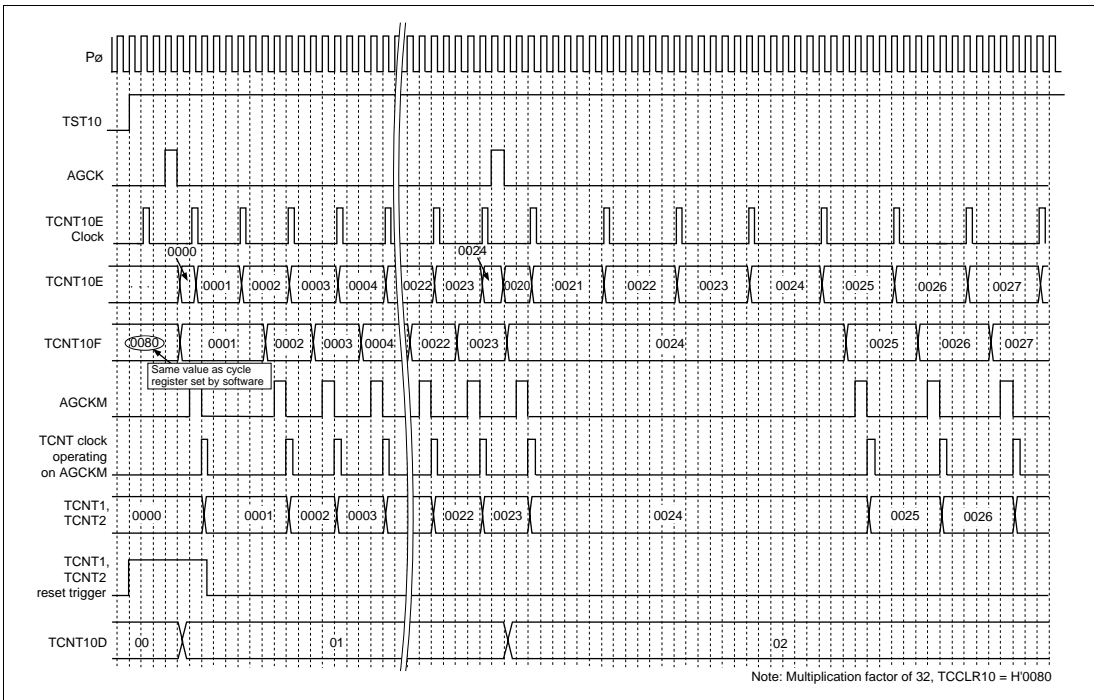 Pø
TST10
AGCK
TCNT10E
Clock
0000
0024
TCNT10E
0001 0002 0003 0004 0022 0023 0020 0021 0022 0023 0024 0025 0026 0027
TCNT10F
0080 0001 0002 0003 0004 0022 0023 0024 0025 0026 0027
Same value as cycle
register set by software
AGCKM
TCNT clock
operating
on AGCKM
TCNT1,
TCNT2
0000 0001 0002 0003 0022 0023 0024 0025 0026
TCNT1,
TCNT2
reset trigger
TCNT10D
00 01 02
Note: Multiplication factor of 32, TCCLR10 = H'0080